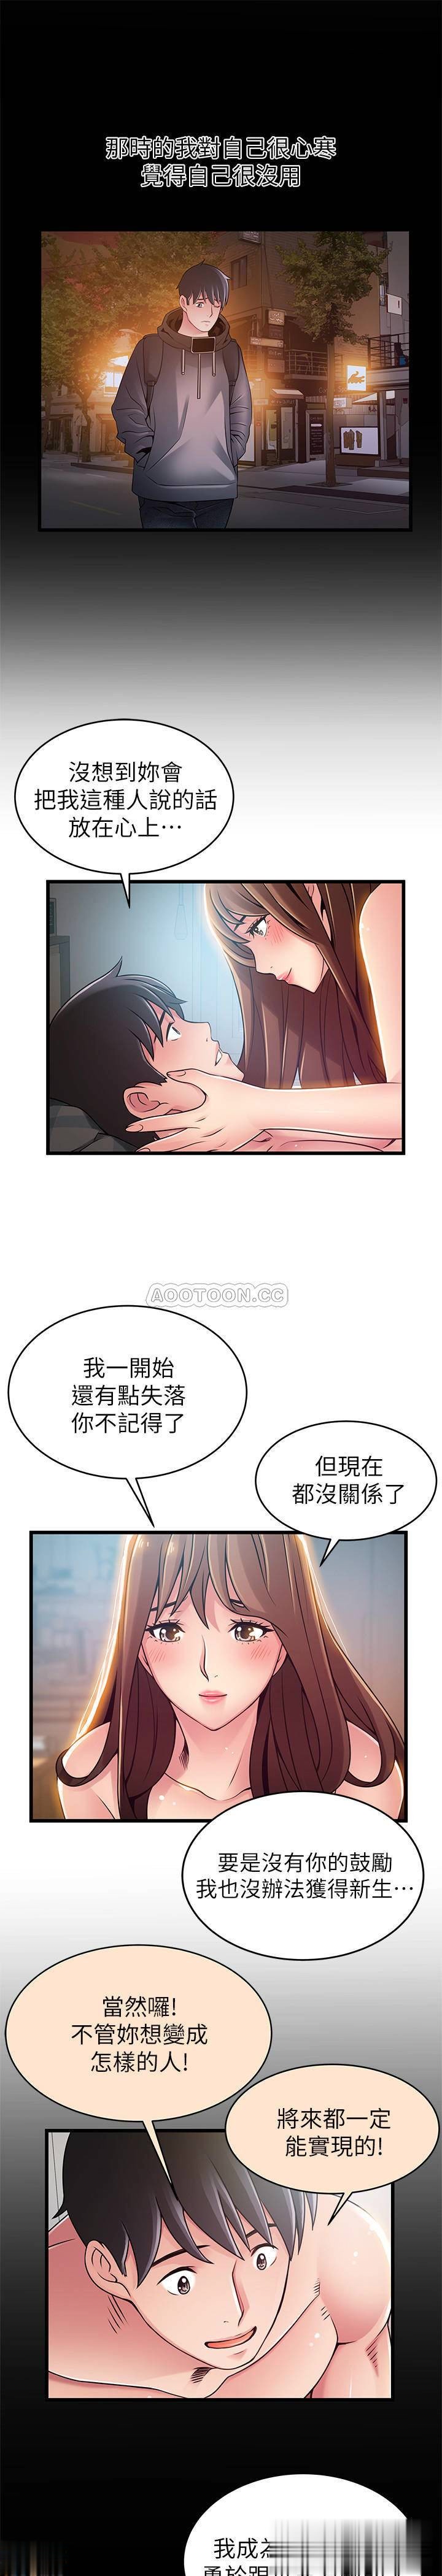 那時的我對自己很心寒
覺得自己很沒用
沒想到妳會
把我這種人說的話
放在心上⋯
AOOTOON.CC
我一開始
還有點失落
你不記得了
但現在
都沒關係了
要是沒有你的鼓勵
我也沒辦法獲得新生⋯
當然囉!
不管妳想變成
怎樣的人!
將來都一定
能實現的!
我成為
勇於跟